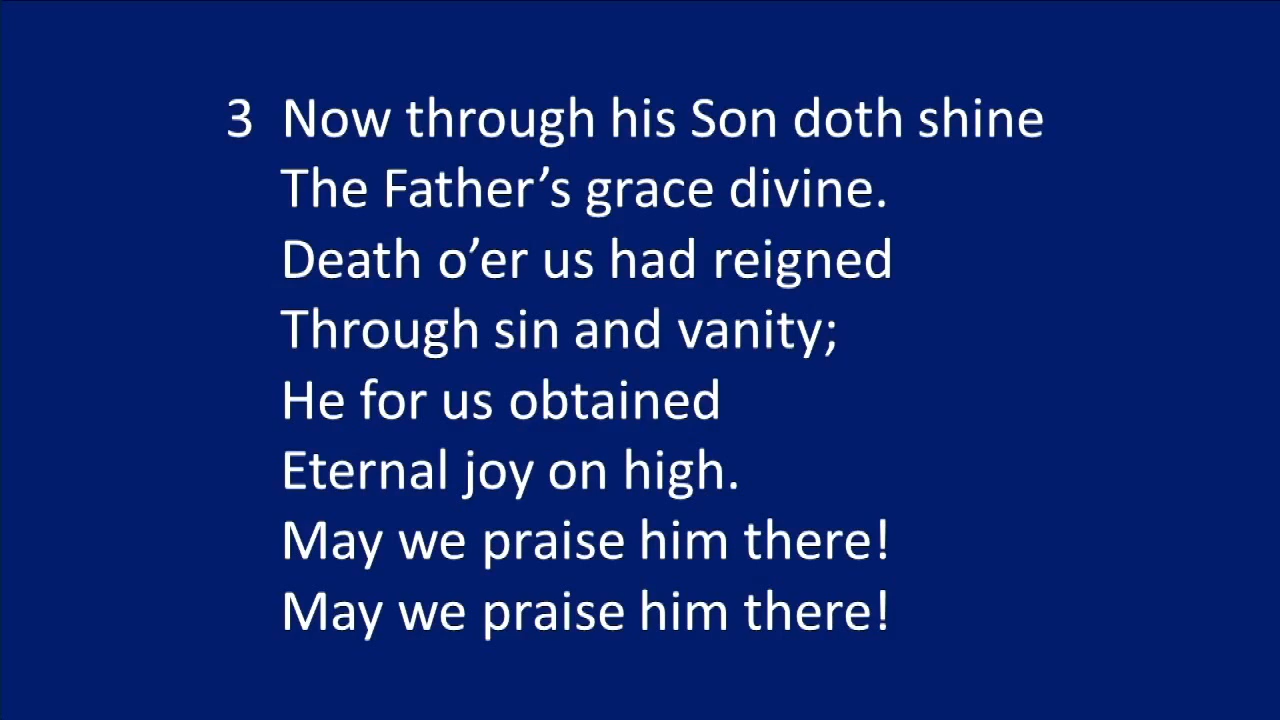 3 Now through his Son doth shine
The Father’s grace divine.
Death o’er us had reigned
Through sin and vanity;
He for us obtained
Eternal joy on high.
May we praise him there!
May we praise him there!